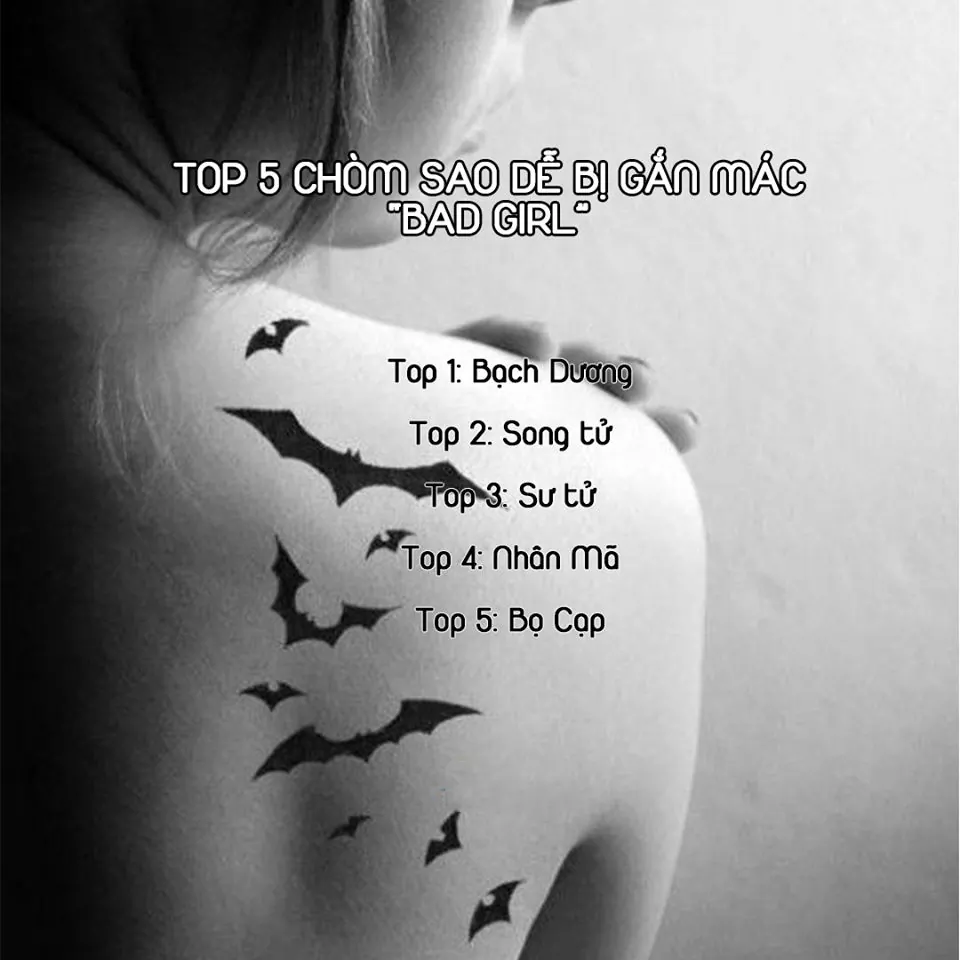 TOP 5 CHÒM SAO DỄ BỊ GẮN MÁC
"BAD GIRL"
Top 1: Bạch Dương
Top 2: Song tử
Top 3: Sư tử
Top 4: Nhân Mã
Top 5: Bọ Cạp